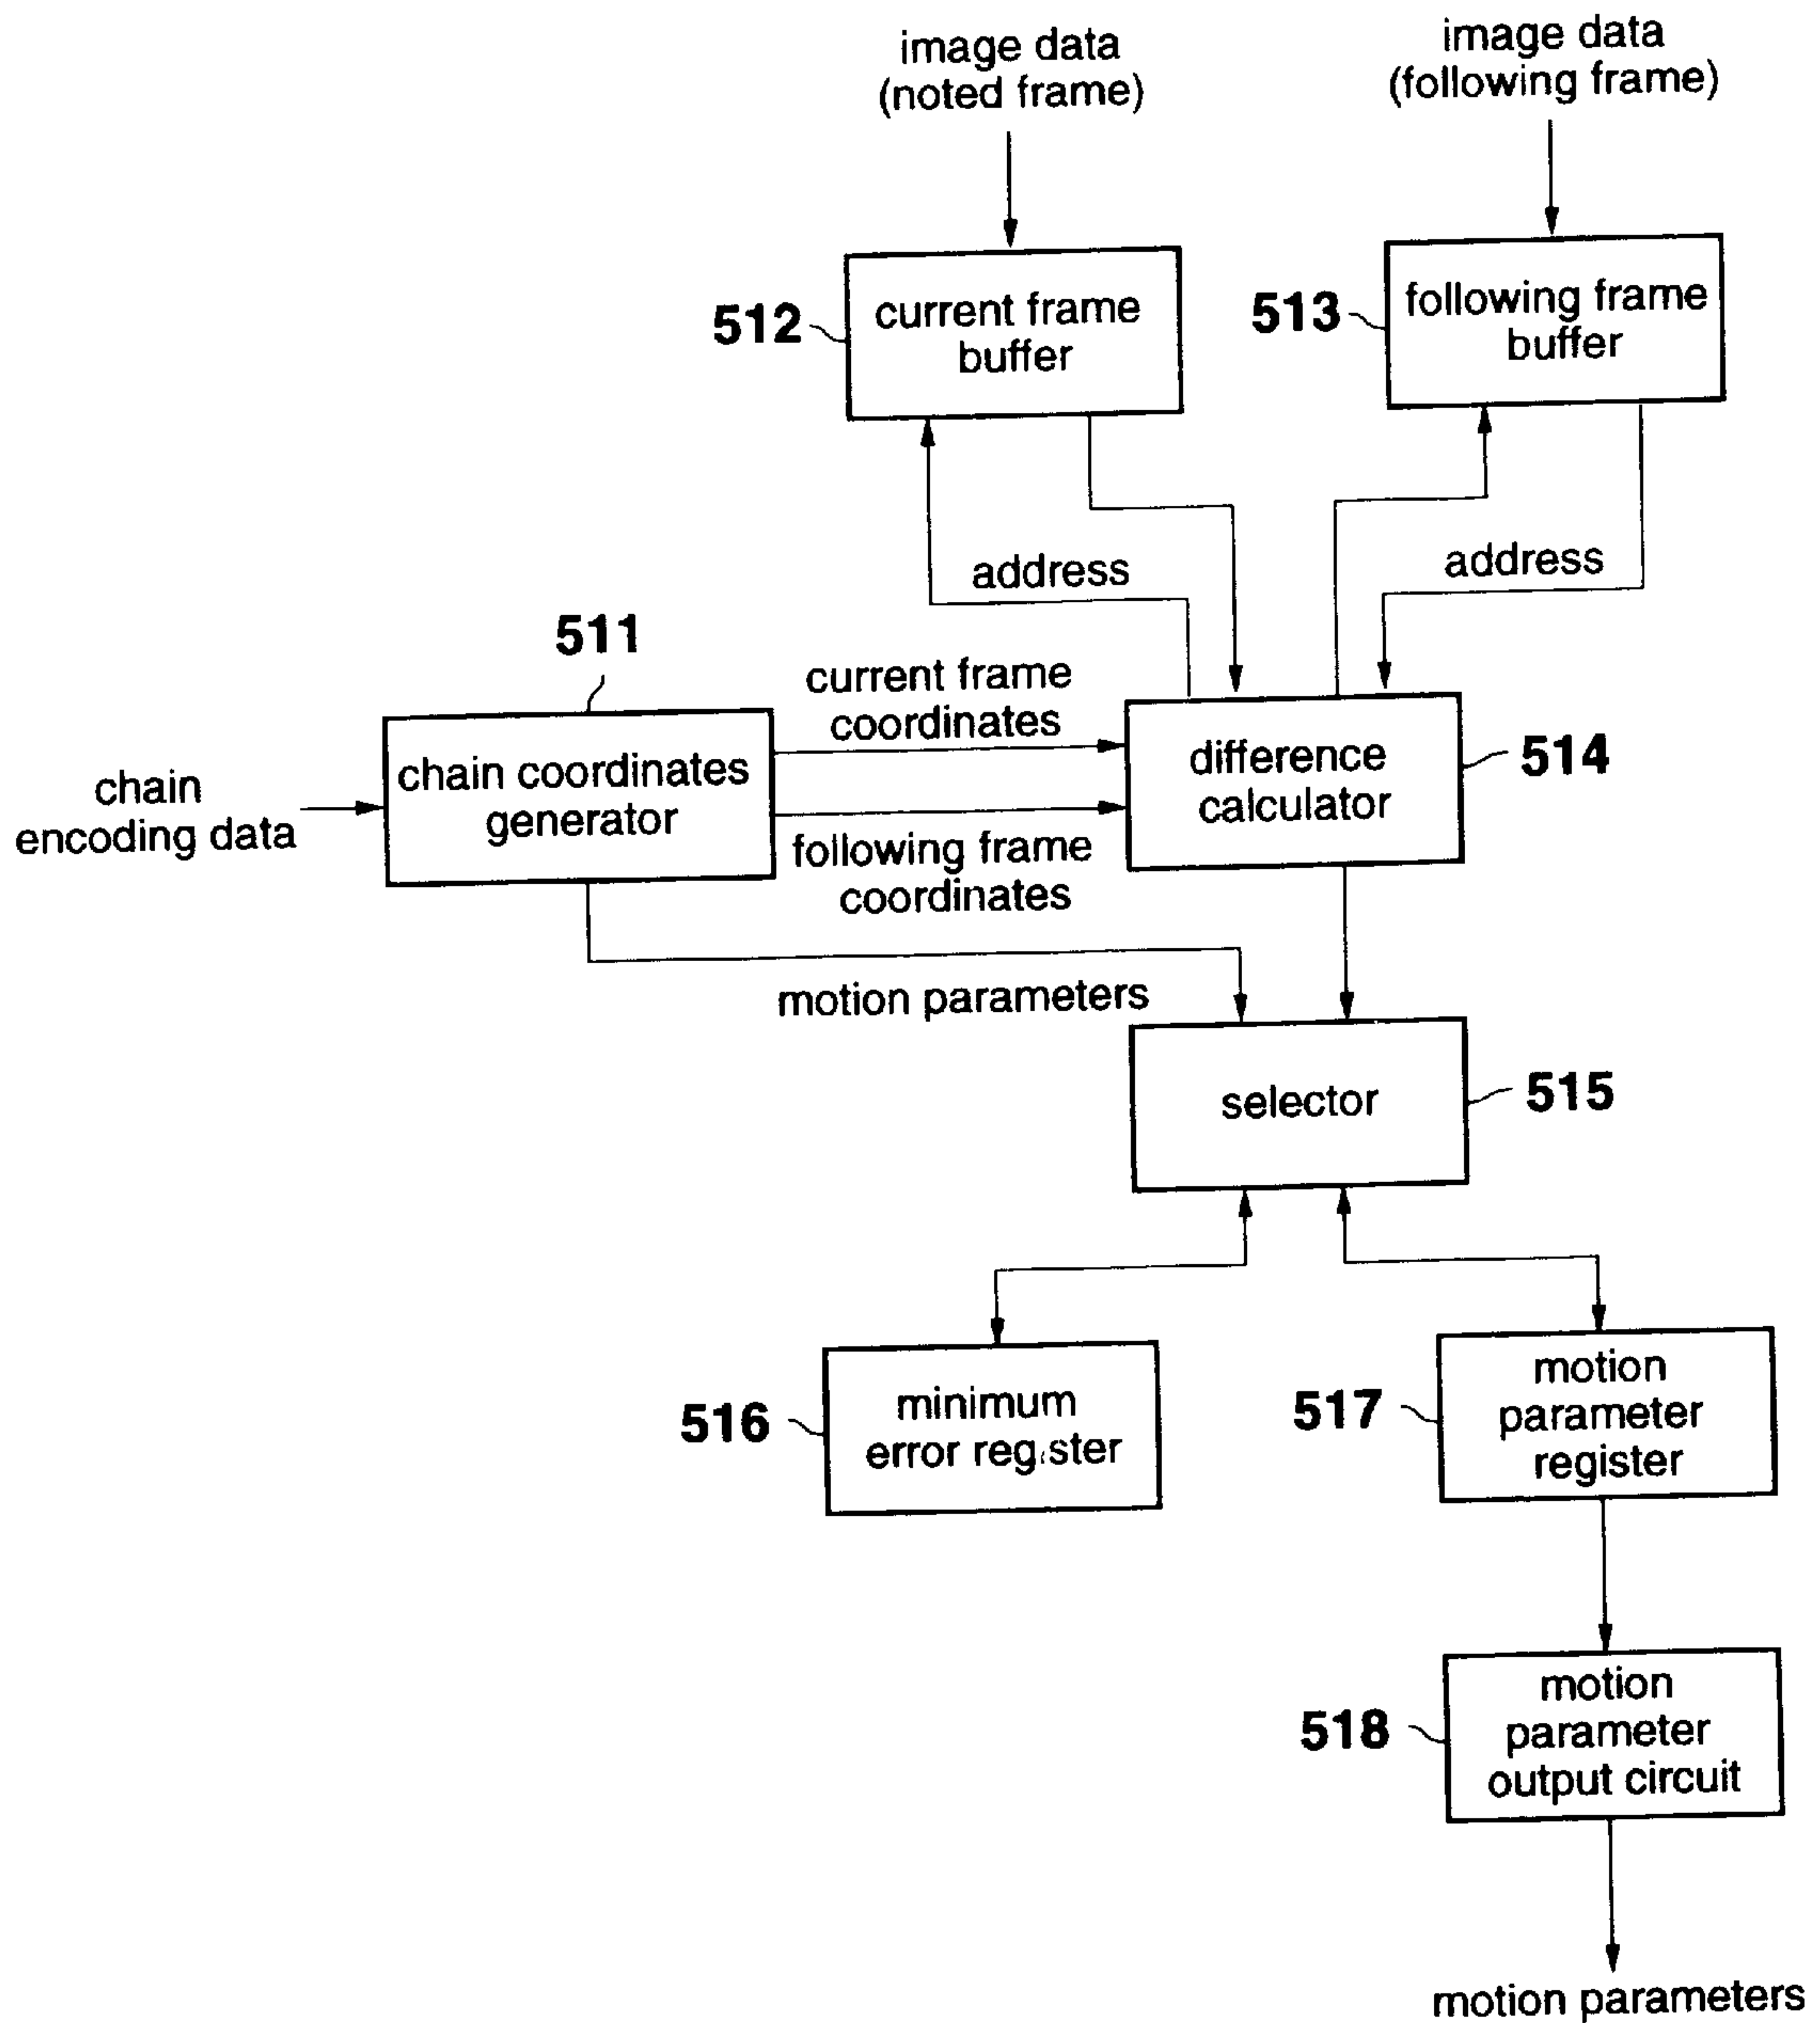 image data
(noted frame)
image data
(following frame)
512
current frame
buffer
513
following frame
buffer
address
address
511
current frame
coordinates
chain coordinates
generator
difference
calculator
514
chain
encoding data
following frame
coordinates
motion parameters
selector
515
516
minimum
error register
517
motion
parameter
register
518
motion
parameter
output circuit
motion parameters